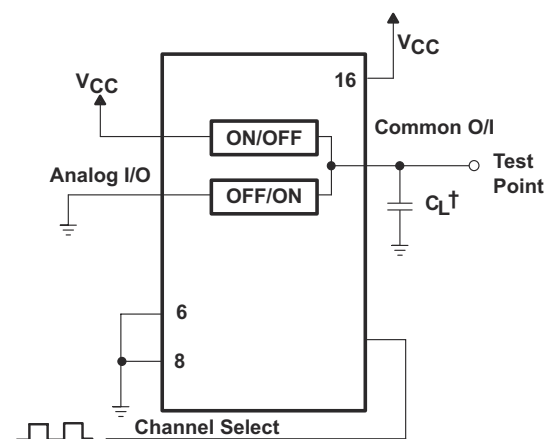 VCC
16
VCC
ON/OFF
Common O/I
Analog I/O
OFF/ON
Test
Point
CL†
6
8
Channel Select